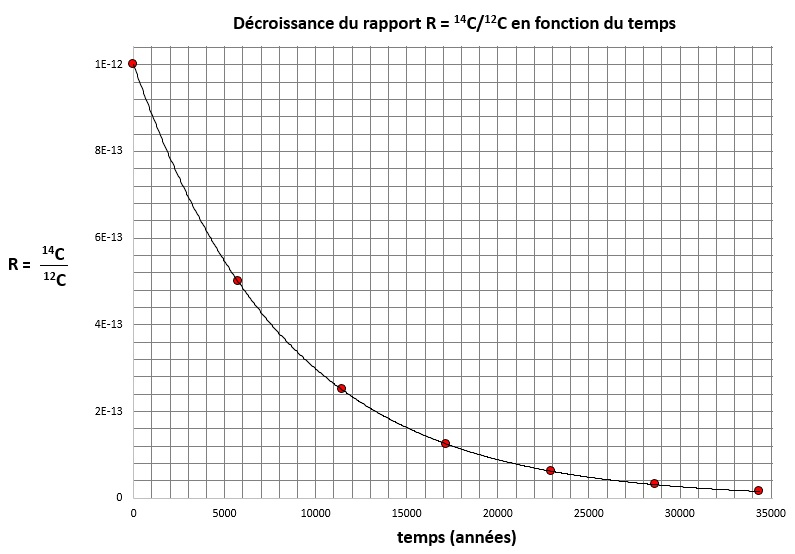 Décroissance du rapport R = ¹⁴C/¹²C en fonction du temps
1E-12
8E-13
6E-13
R = ¹⁴C
¹²C
4E-13
2E-13
0
0 5000 10000 15000 20000 25000 30000 35000
temps (années)